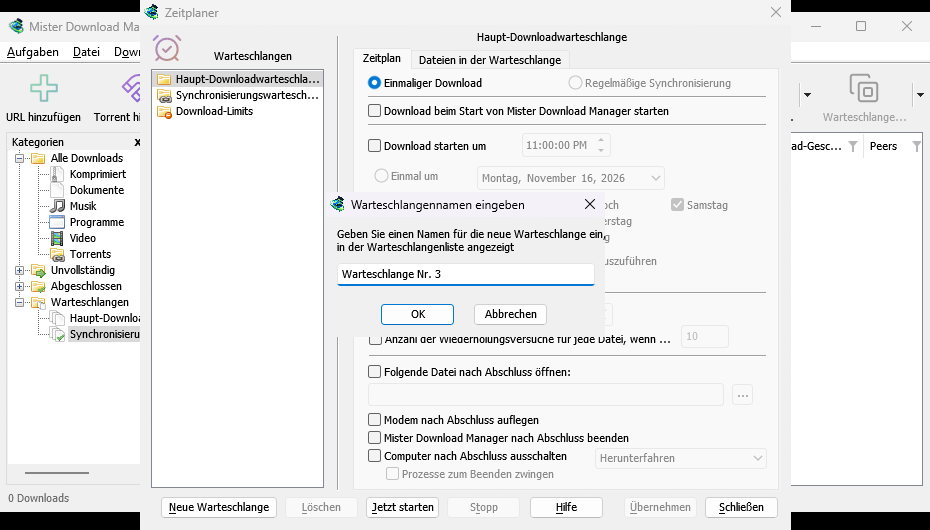 Mister Download Ma
Zeitplaner
Aufgaben Datei Dow
URL hinzufügen
Torrent hi
Warteschlange...
Kategorien
Alle Downloads
Komprimiert
Dokumente
Musik
Programme
Video
Torrents
Unvollständig
Abgeschlossen
Warteschlangen
Haupt-Downloa
Synchronisieru
0 Downloads
ad-Gesc...
Peers
Warteschlangen
Haupt-Downloadwarteschla...
Synchronisierungswartesch...
Download-Limits
Haupt-Downloadwarteschlange
Zeitplan
Dateien in der Warteschlange
Einmaliger Download
Regelmäßige Synchronisierung
Download beim Start von Mister Download Manager starten
Download starten um
11:00:00 PM
Einmal um
Montag, November 16, 2026
och
Samstag
rstag
g
uszuführen
Warteschlangennamen eingeben
Geben Sie einen Namen für die neue Warteschlange ein,
in der Warteschlangenliste angezeigt
Warteschlange Nr. 3
OK
Abbrechen
Anzahl der Wiederholungsversuche für jede Datei, wenn ...
10
Folgende Datei nach Abschluss öffnen:
...
Modem nach Abschluss auflegen
Mister Download Manager nach Abschluss beenden
Computer nach Abschluss ausschalten
Herunterfahren
Prozesse zum Beenden zwingen
Neue Warteschlange
Löschen
Jetzt starten
Stopp
Hilfe
Übernehmen
Schließen